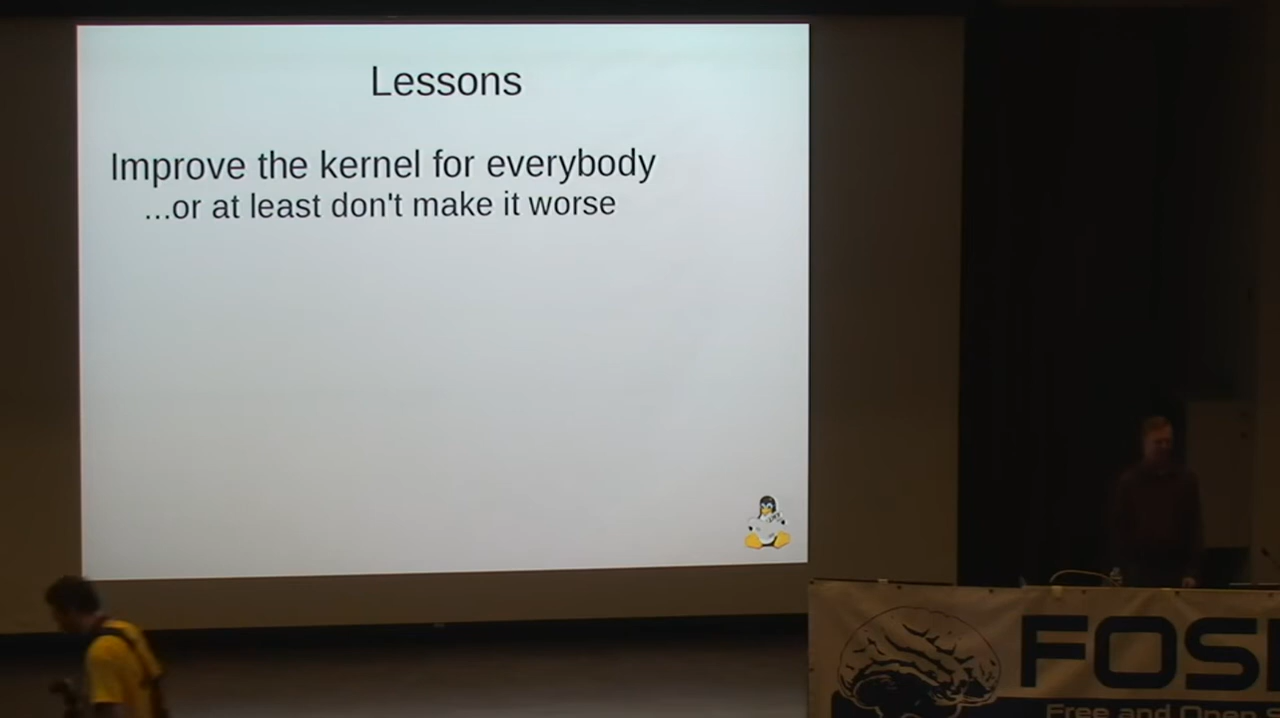 Lessons
Improve the kernel for everybody
...or at least don't make it worse
FOS
Free and Open S